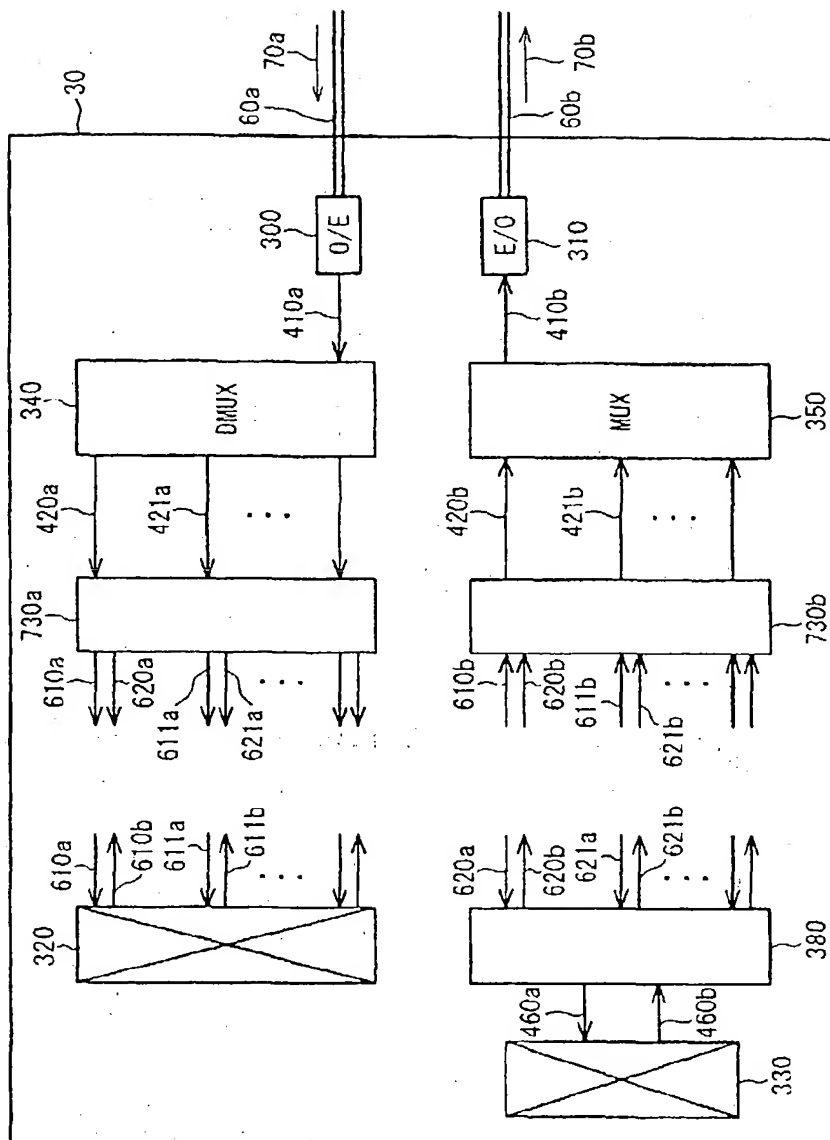 30
70a
60a
300
O/E
410a
340
DMUX
420a
421a
...
730a
610a
620a
611a
621a
...
610a
610b
611a
611b
...
320
70b
60b
E/O
310
410b
MUX
350
420b
421b
...
730b
610b
620b
611b
621b
...
620a
620b
621a
621b
...
380
460a
460b
330